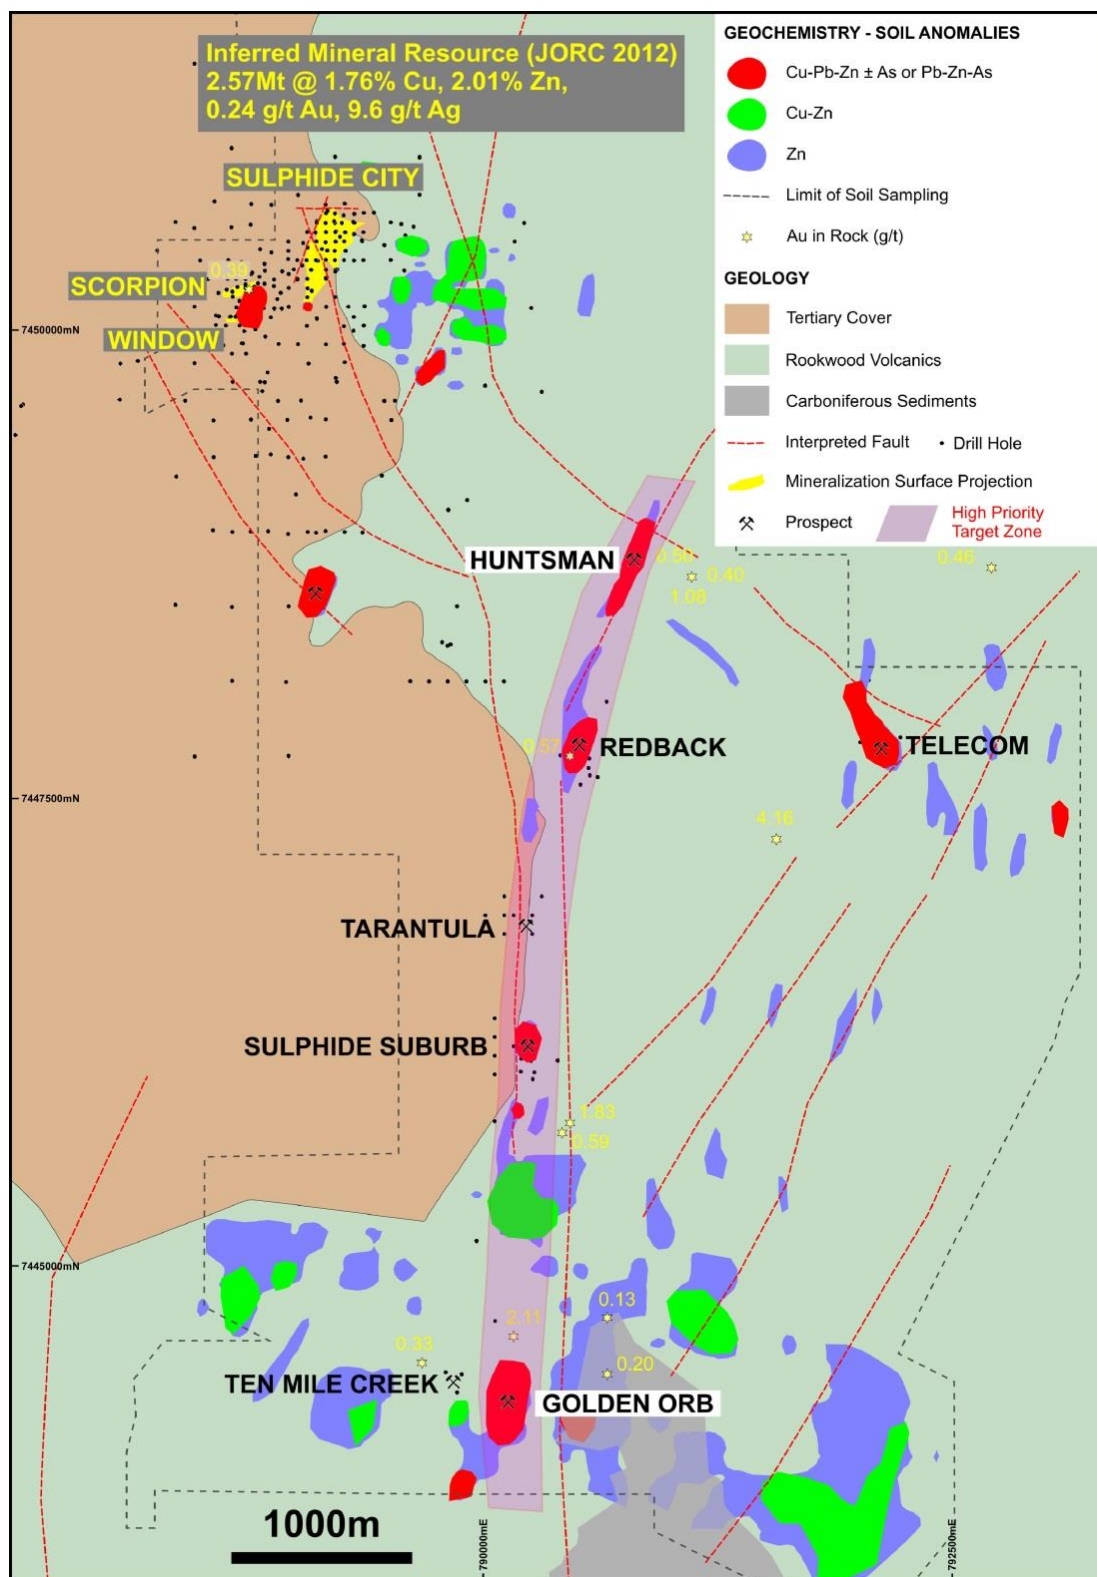 Inferred Mineral Resource (JORC 2012)
2.57Mt @ 1.76% Cu, 2.01% Zn,
0.24 g/t Au, 9.6 g/t Ag
GEOCHEMISTRY - SOIL ANOMALIES
Cu-Pb-Zn ± As or Pb-Zn-As
Cu-Zn
Zn
Limit of Soil Sampling
Au in Rock (g/t)
GEOLOGY
Tertiary Cover
Rookwood Volcanics
Carboniferous Sediments
Interpreted Fault
Drill Hole
Mineralization Surface Projection
Prospect
High Priority
Target Zone
SULPHIDE CITY
0.39
SCORPION
7450000mN
WINDOW
HUNTSMAN
0.58
0.40
1.08
0.46
0.57
REDBACK
TELECOM
7447500mN
4.16
TARANTULA
SULPHIDE SUBURB
1.83
0.59
7445000mN
0.13
2.11
0.33
0.20
TEN MILE CREEK
GOLDEN ORB
1000m
790000mE
792500mE